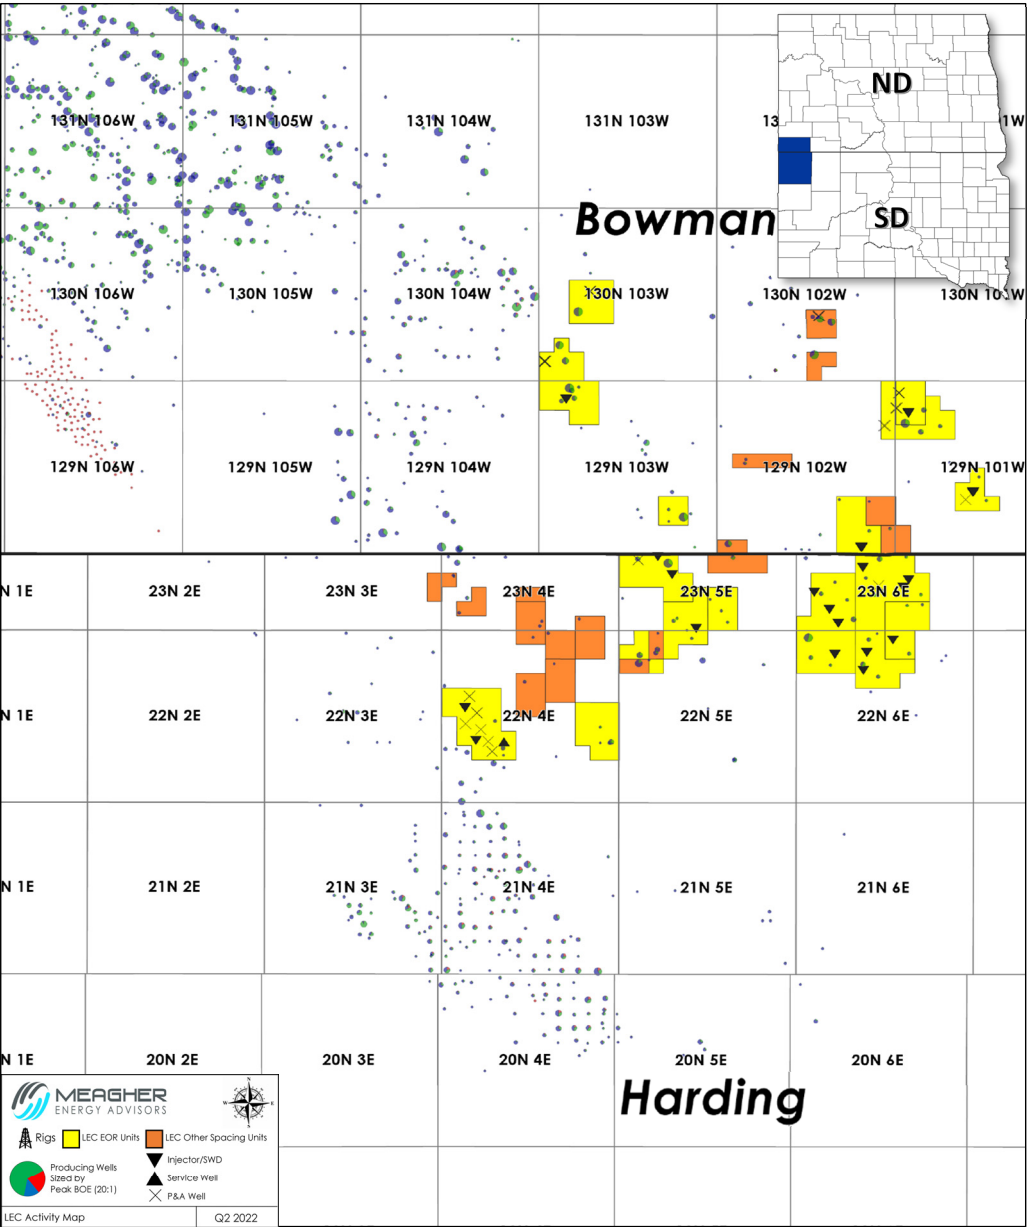 131N 106W
131N 105W
131N 104W
131N 103W
13
1W
ND
SD
Bowman
130N 106W
130N 105W
130N 104W
130N 103W
130N 102W
130N 101W
129N 106W
129N 105W
129N 104W
129N 103W
129N 102W
129N 101W
N 1E
23N 2E
23N 3E
23N 4E
23N 5E
23N 6E
N 1E
22N 2E
22N 3E
22N 4E
22N 5E
22N 6E
N 1E
21N 2E
21N 3E
21N 4E
21N 5E
21N 6E
N 1E
20N 2E
20N 3E
20N 4E
20N 5E
20N 6E
Harding
MEAGHER
ENERGY ADVISORS
N
W
E
S
Rigs
LEC EOR Units
LEC Other Spacing Units
Producing Wells
Sized by
Peak BOE (20:1)
Injector/SWD
Service Well
P&A Well
LEC Activity Map
Q2 2022